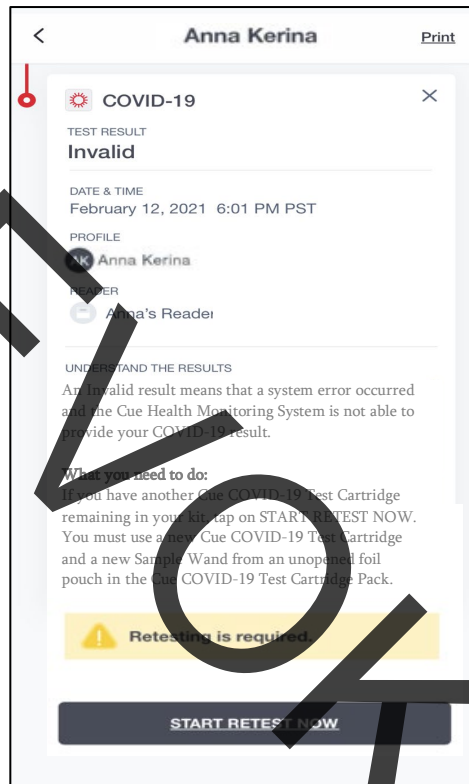 Anna Kerina
Print
COVID-19
TEST RESULT
Invalid
DATE & TIME
February 12, 2021 6:01 PM PST
PROFILE
AK Anna Kerina
READER
Anna's Reader
UNDERSTAND THE RESULTS
An Invalid result means that a system error occurred
and the Cue Health Monitoring System is not able to
provide your COVID-19 result.
What you need to do:
If you have another Cue COVID-19 Test Cartridge
remaining in your kit, tap on START RETEST NOW.
You must use a new Cue COVID-19 Test Cartridge
and a new Sample Wand from an unopened foil
pouch in the Cue COVID-19 Test Cartridge Pack.
Retesting is required.
START RETEST NOW